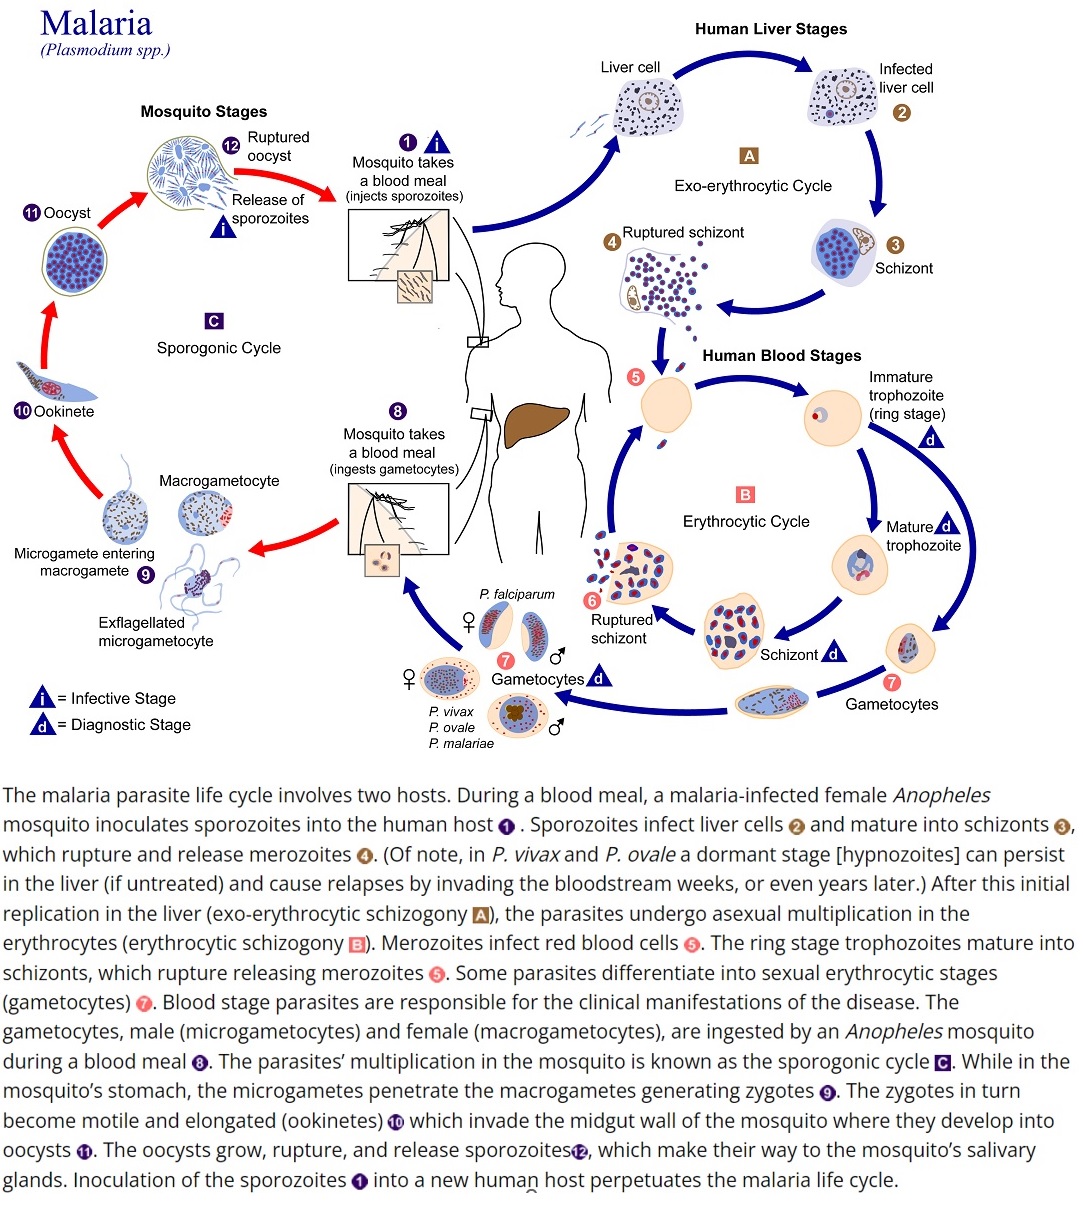 Malaria
(Plasmodium spp.)
Human Liver Stages
Liver cell
Infected
liver cell
2
Mosquito Stages
12
Ruptured
oocyst
1
i
Mosquito takes
a blood meal
(injects sporozoites)
A
Exo-erythrocytic Cycle
Release of
sporozoites
i
11 Oocyst
4
Ruptured schizont
3
Schizont
C
Sporogonic Cycle
Human Blood Stages
5
Immature
trophozoite
(ring stage)
d
10 Ookinete
8
Mosquito takes
a blood meal
(ingests gametocytes)
B
Erythrocytic Cycle
Macrogametocyte
Mature d
trophozoite
Microgamete entering
macrogamete 9
Exflagellated
microgametocyte
P. falciparum
♀
♂
7
Gametocytes d
♀
♂
P. vivax
P. ovale
P. malariae
6
Ruptured
schizont
Schizont d
7
Gametocytes
i = Infective Stage
d = Diagnostic Stage
The malaria parasite life cycle involves two hosts. During a blood meal, a malaria-infected female Anopheles
mosquito inoculates sporozoites into the human host 1 . Sporozoites infect liver cells 2 and mature into schizonts 3,
which rupture and release merozoites 4. (Of note, in P. vivax and P. ovale a dormant stage [hypnozoites] can persist
in the liver (if untreated) and cause relapses by invading the bloodstream weeks, or even years later.) After this initial
replication in the liver (exo-erythrocytic schizogony A), the parasites undergo asexual multiplication in the
erythrocytes (erythrocytic schizogony B). Merozoites infect red blood cells 5. The ring stage trophozoites mature into
schizonts, which rupture releasing merozoites 5. Some parasites differentiate into sexual erythrocytic stages
(gametocytes) 7. Blood stage parasites are responsible for the clinical manifestations of the disease. The
gametocytes, male (microgametocytes) and female (macrogametocytes), are ingested by an Anopheles mosquito
during a blood meal 8. The parasites’ multiplication in the mosquito is known as the sporogonic cycle C. While in the
mosquito’s stomach, the microgametes penetrate the macrogametes generating zygotes 9. The zygotes in turn
become motile and elongated (ookinetes) 10 which invade the midgut wall of the mosquito where they develop into
oocysts 11. The oocysts grow, rupture, and release sporozoites12, which make their way to the mosquito’s salivary
glands. Inoculation of the sporozoites 1 into a new human host perpetuates the malaria life cycle.